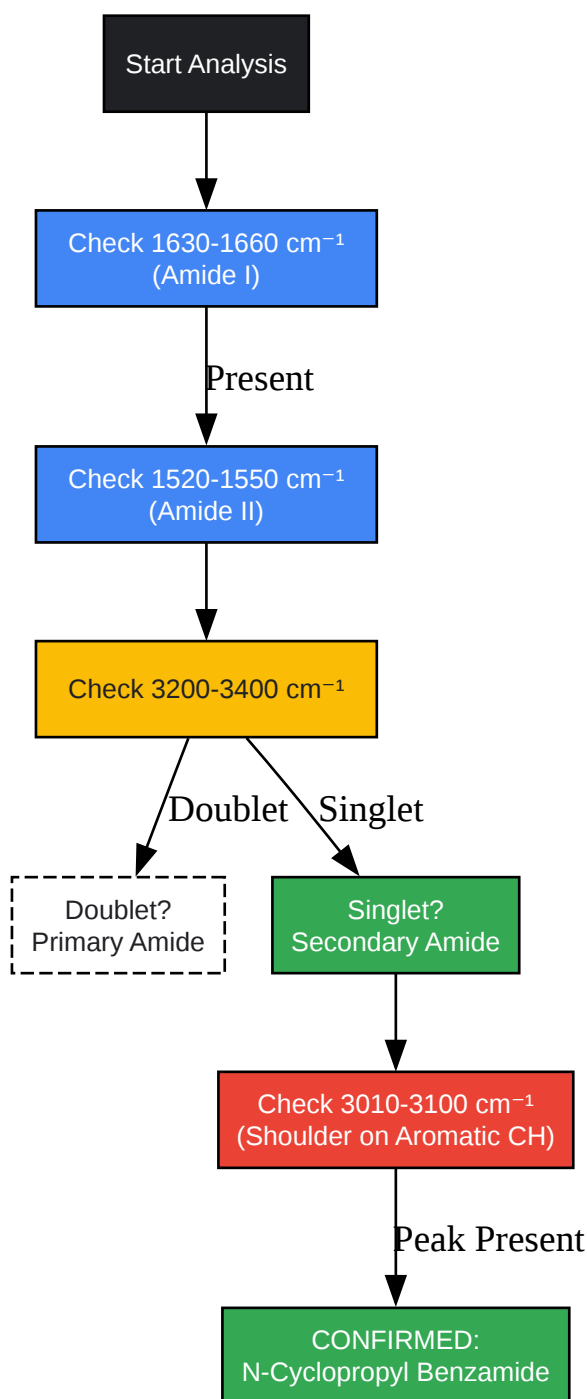 Start Analysis
Check 1630-1660 cm⁻¹
(Amide I)
Present
Check 1520-1550 cm⁻¹
(Amide II)
Check 3200-3400 cm⁻¹
Doublet
Singlet
Doublet?
Primary Amide
Singlet?
Secondary Amide
Check 3010-3100 cm⁻¹
(Shoulder on Aromatic CH)
Peak Present
CONFIRMED:
N-Cyclopropyl Benzamide